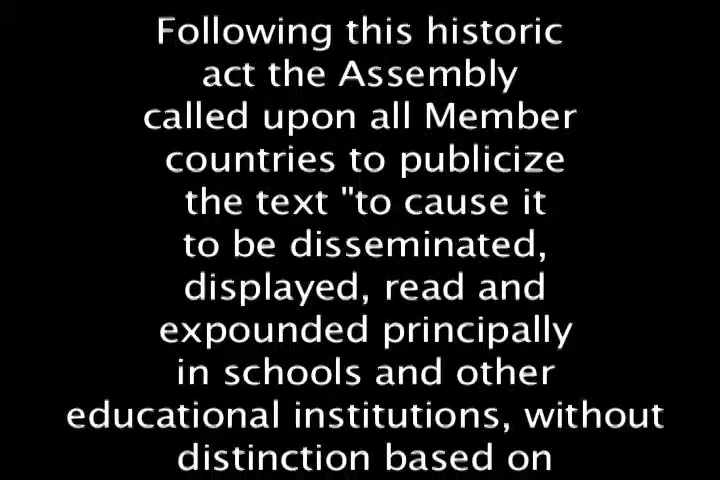 Following this historic
act the Assembly
called upon all Member
countries to publicize
the text "to cause it
to be disseminated,
displayed, read and
expounded principally
in schools and other
educational institutions, without
distinction based on